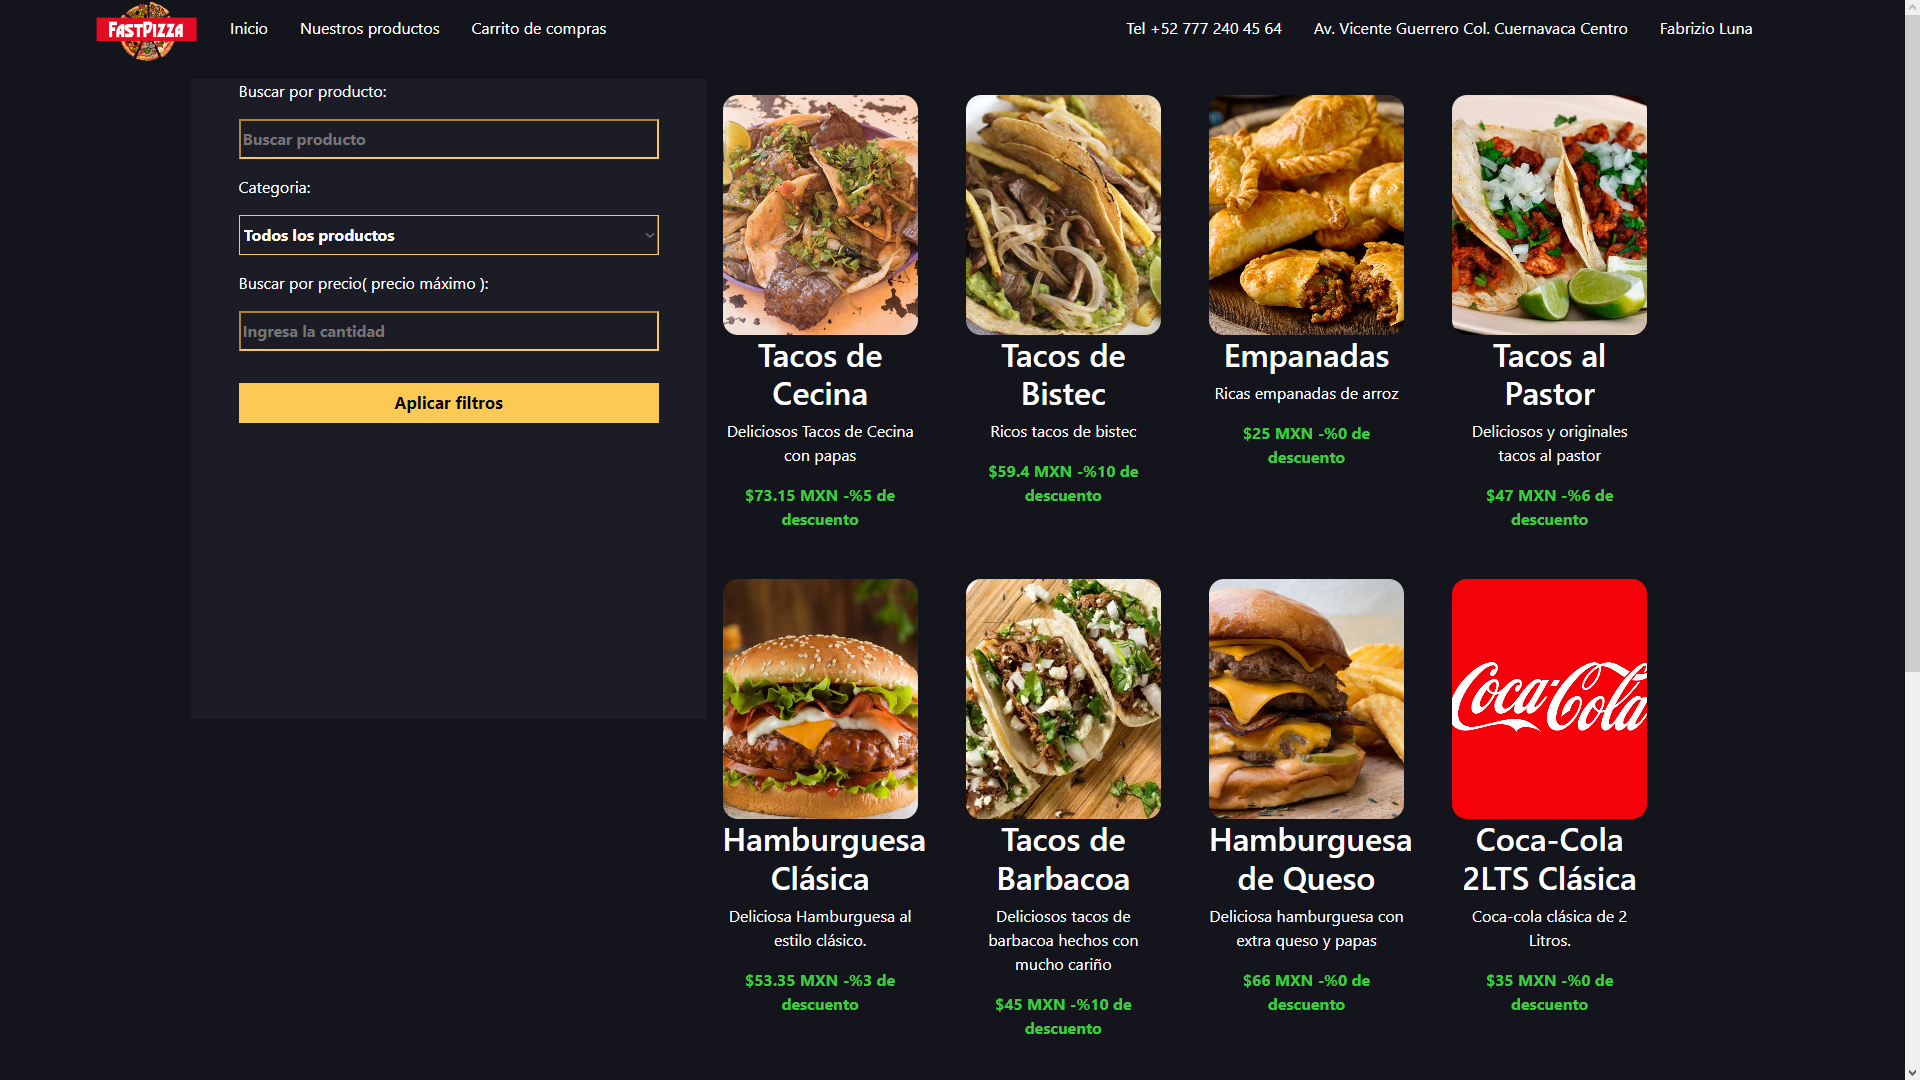 FASTPIZZA
Inicio
Nuestros productos
Carrito de compras
Tel +52 777 240 45 64
Av. Vicente Guerrero Col. Cuernavaca Centro
Fabrizio Luna
Buscar por producto:
Buscar producto
Categoria:
Todos los productos
Buscar por precio( precio máximo ):
Ingresa la cantidad
Aplicar filtros
Tacos de
Cecina
Deliciosos Tacos de Cecina
con papas
$73.15 MXN -%5 de
descuento
Tacos de
Bistec
Ricos tacos de bistec
$59.4 MXN -%10 de
descuento
Empanadas
Ricas empanadas de arroz
$25 MXN -%0 de
descuento
Tacos al
Pastor
Deliciosos y originales
tacos al pastor
$47 MXN -%6 de
descuento
Hamburguesa
Clásica
Deliciosa Hamburguesa al
estilo clásico.
$53.35 MXN -%3 de
descuento
Tacos de
Barbacoa
Deliciosos tacos de
barbacoa hechos con
mucho cariño
$45 MXN -%10 de
descuento
Hamburguesa
de Queso
Deliciosa hamburguesa con
extra queso y papas
$66 MXN -%0 de
descuento
Coca-Cola
Coca-Cola
2LTS Clásica
Coca-cola clásica de 2
Litros.
$35 MXN -%0 de
descuento